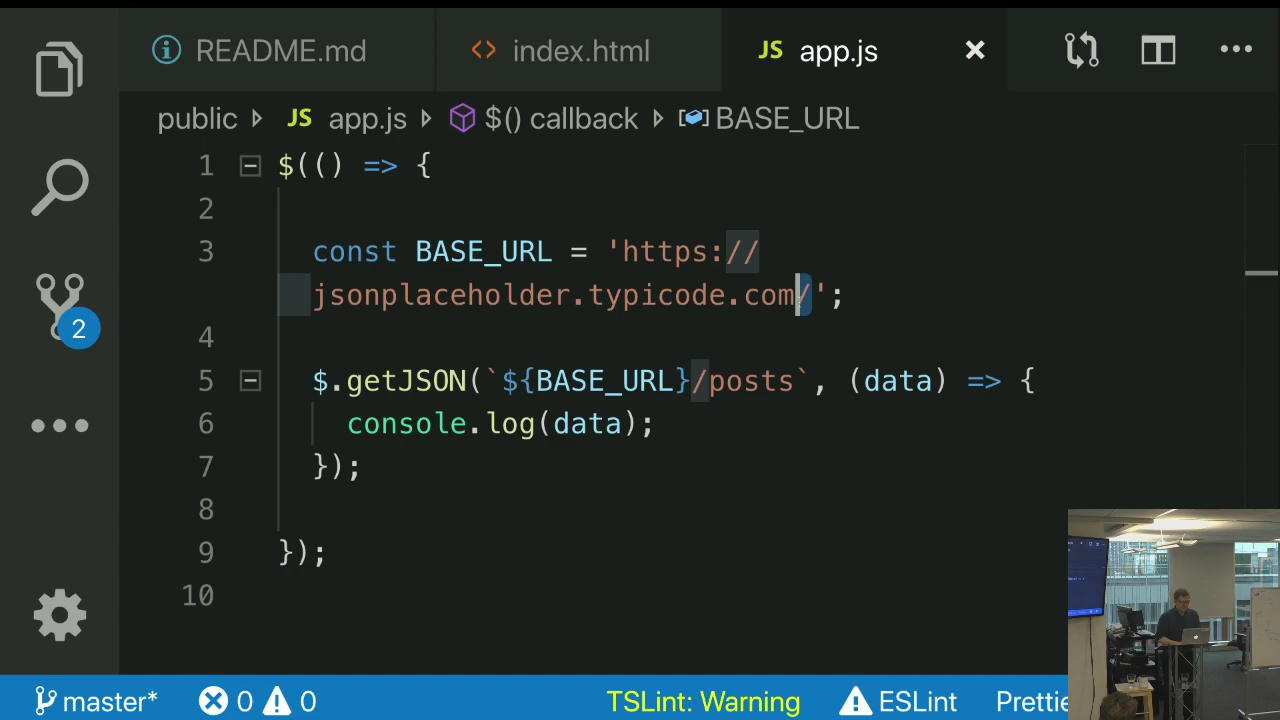 README.md
<> index.html
JS app.js
public JS app.js $() callback BASE_URL
1 $(() => {
2
3 const BASE_URL = 'https://
jsonplaceholder.typicode.com/';
4
5 $.getJSON(`${BASE_URL}/posts`, (data) => {
6 console.log(data);
7 });
8
9 });
10
2
master* 0 0 TSLint: Warning ESLint Prettie